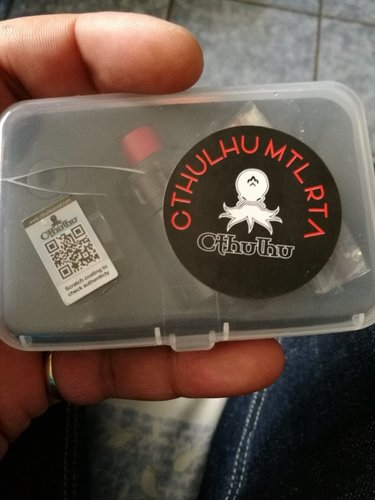 CTHULHU MTL RTA
Cthulhu
Cthulhu
Scratch coating to
check authenticity